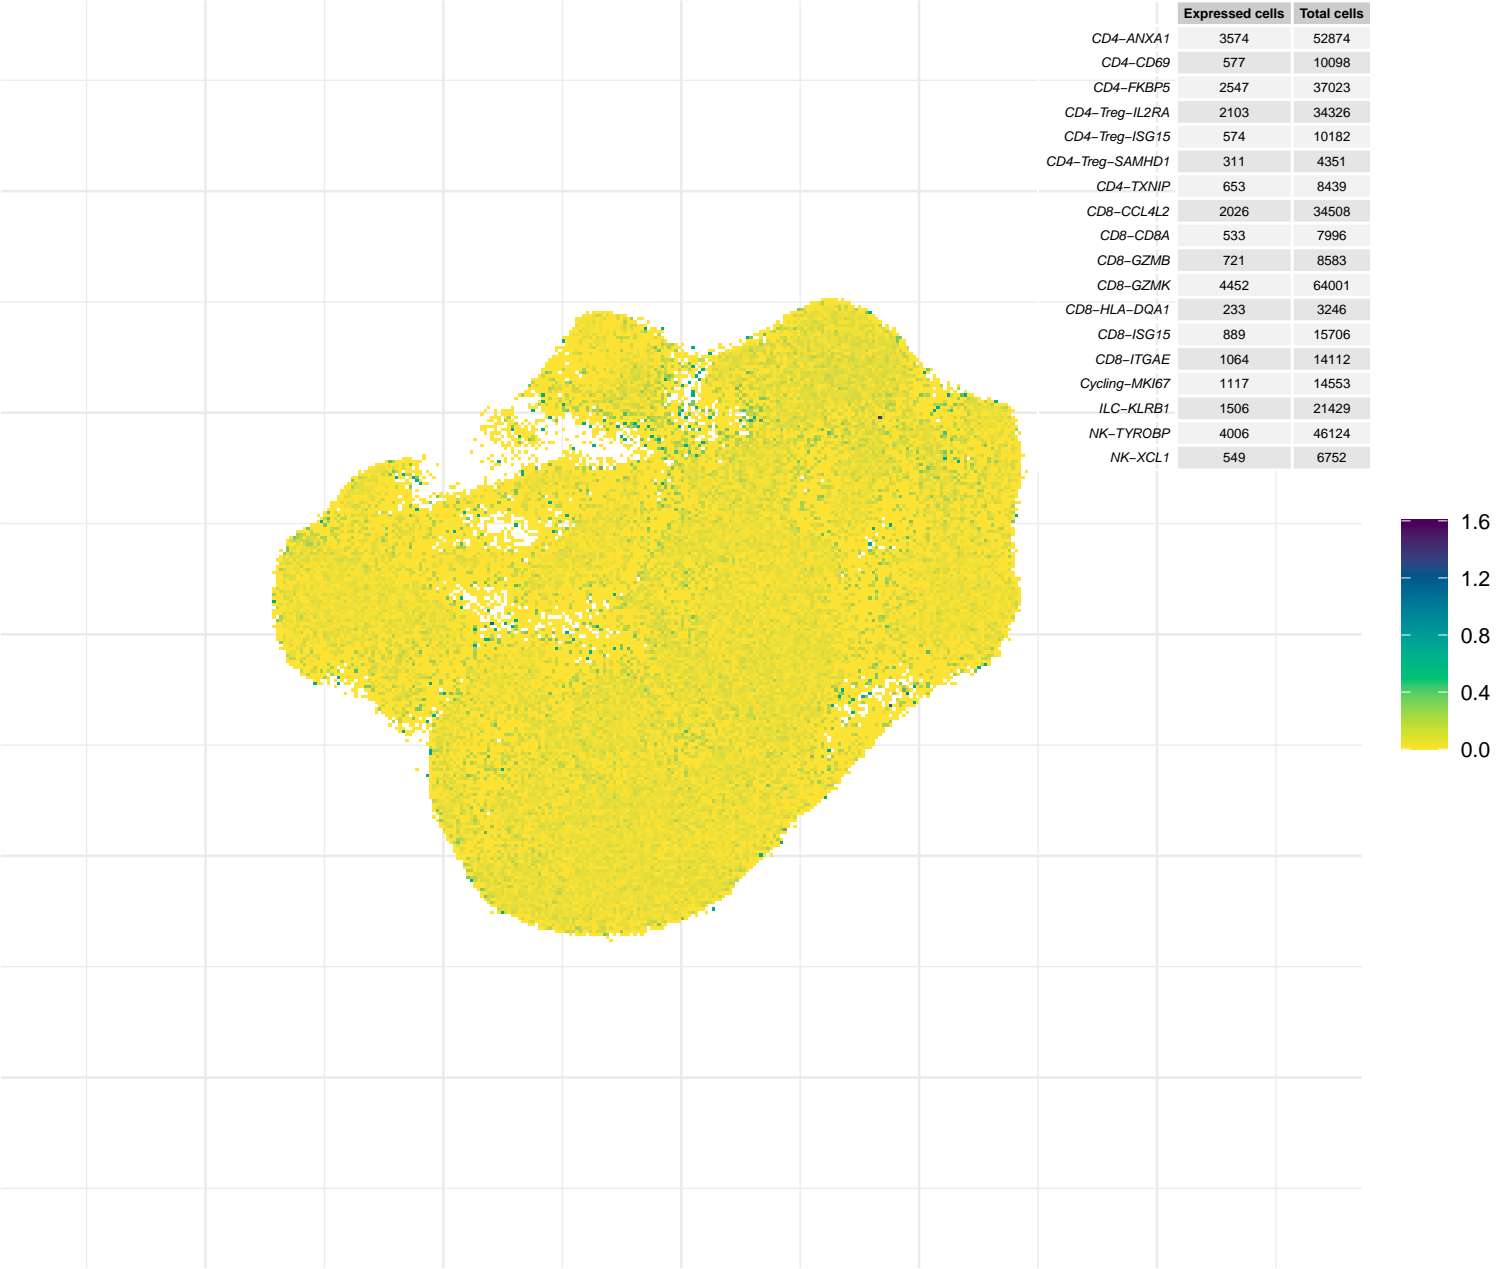 Expressed cells Total cells
CD4−ANXA1 3574 52874
CD4−CD69 577 10098
CD4−FKBP5 2547 37023
CD4−Treg−IL2RA 2103 34326
CD4−Treg−ISG15 574 10182
CD4−Treg−SAMHD1 311 4351
CD4−TXNIP 653 8439
CD8−CCL4L2 2026 34508
CD8−CD8A 533 7996
CD8−GZMB 721 8583
CD8−GZMK 4452 64001
CD8−HLA−DQA1 233 3246
CD8−ISG15 889 15706
CD8−ITGAE 1064 14112
Cycling−MKI67 1117 14553
ILC−KLRB1 1506 21429
NK−TYROBP 4006 46124
NK−XCL1 549 6752
1.6
1.2
0.8
0.4
0.0